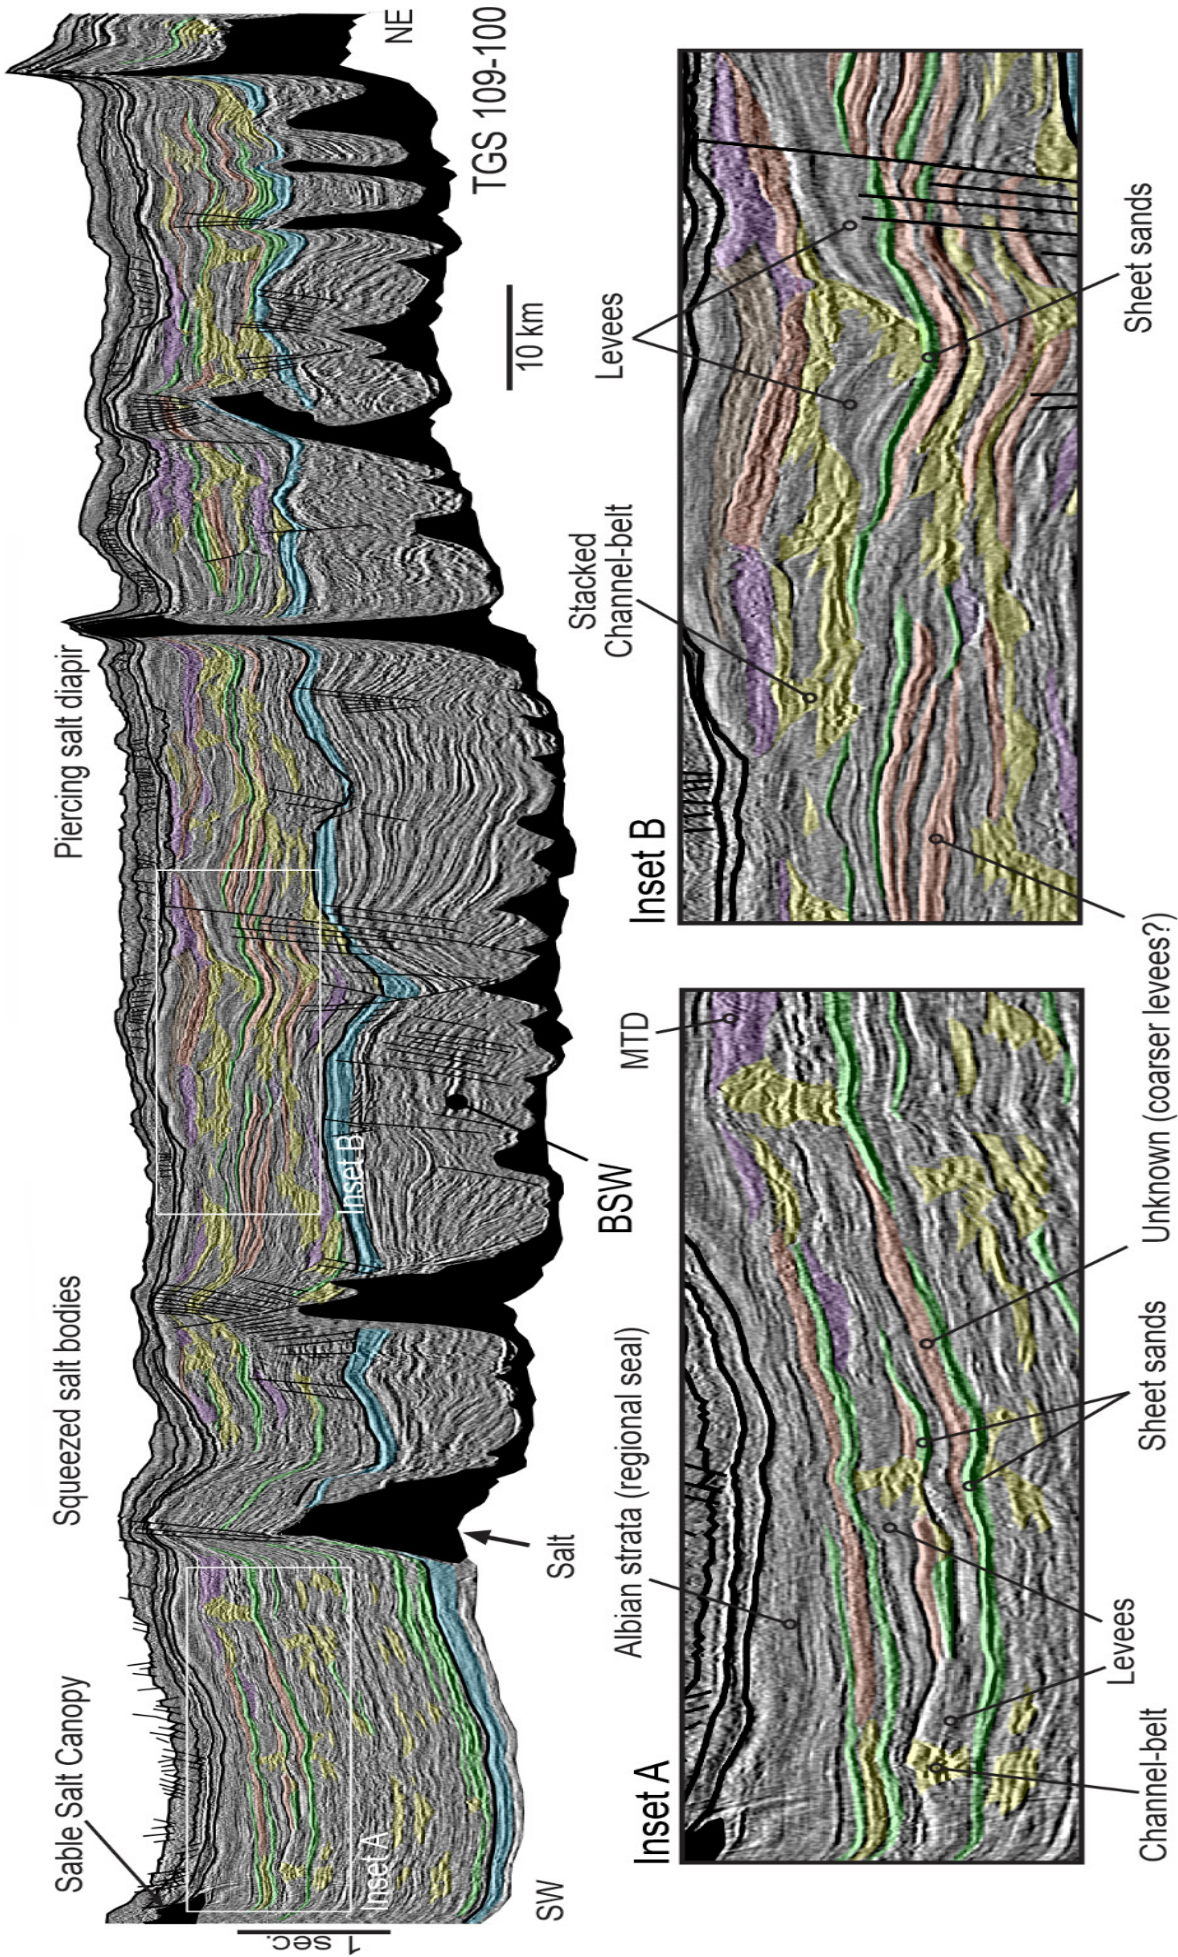 Sable Salt Canopy
Squeezed salt bodies
Piercing salt diapir
NE
TGS 109-100
10 km
1 sec.
SW
Inset A
Salt
Inset B
BSW
Inset A
Albian strata (regional seal)
MTD
Channel-belt
Levees
Sheet sands
Unknown (coarser levees?)
Inset B
Stacked
Channel-belt
Levees
Sheet sands